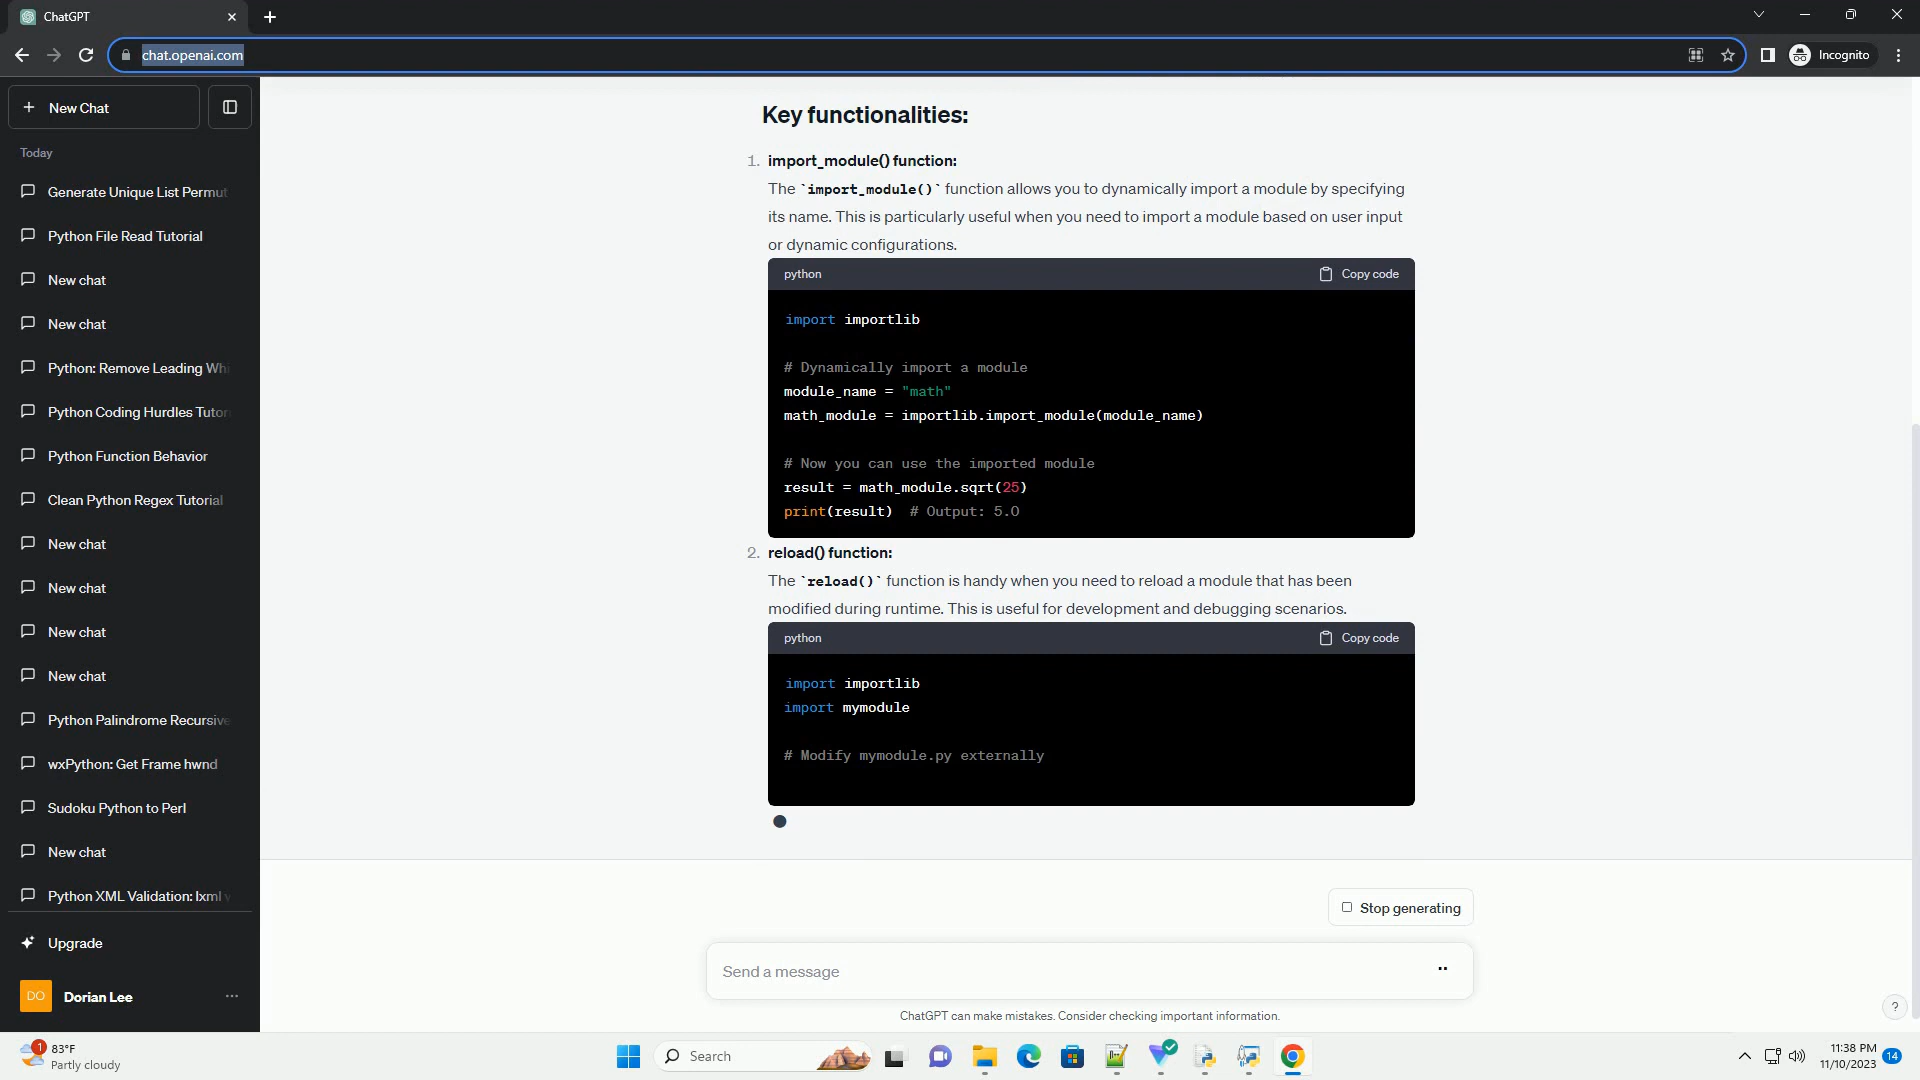 ChatGPT
chat.openai.com
Incognito
New Chat
Today
Generate Unique List Permut
Python File Read Tutorial
New chat
New chat
Python: Remove Leading Wh
Python Coding Hurdles Tutor
Python Function Behavior
Clean Python Regex Tutorial
New chat
New chat
New chat
New chat
Python Palindrome Recursive
wxPython: Get Frame hwnd
Sudoku Python to Perl
New chat
Python XML Validation: lxml v
Upgrade
DO Dorian Lee ...
Key functionalities:
1. import_module() function:
The `import_module()` function allows you to dynamically import a module by specifying
its name. This is particularly useful when you need to import a module based on user input
or dynamic configurations.
python Copy code
import importlib
# Dynamically import a module
module_name = "math"
math_module = importlib.import_module(module_name)
# Now you can use the imported module
result = math_module.sqrt(25)
print(result)  # Output: 5.0
2. reload() function:
The `reload()` function is handy when you need to reload a module that has been
modified during runtime. This is useful for development and debugging scenarios.
python Copy code
import importlib
import mymodule
# Modify mymodule.py externally
Stop generating
Send a message
ChatGPT can make mistakes. Consider checking important information.
?
1 83°F
Partly cloudy
Search
11:38 PM
11/10/2023 14